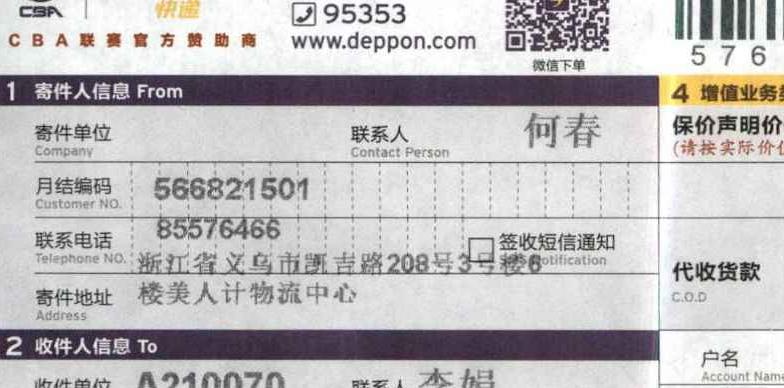 CBA 快递 95353
CBA联赛官方赞助商 www.deppon.com
微信下单
576
1 寄件人信息 From
4 增值业务
寄件单位 联系人 何春
Company Contact Person
保价声明价
(请按实际价
月结编码 566821501
Customer NO.
联系电话 85576466 签收短信通知
Telephone NO. 浙江省义乌市凯吉路208号3号楼6 Notification
代收货款
C.O.D
寄件地址 楼美人计物流中心
Address
2 收件人信息 To
户名
Account Name
收件单位 A210070 联系人 李娟